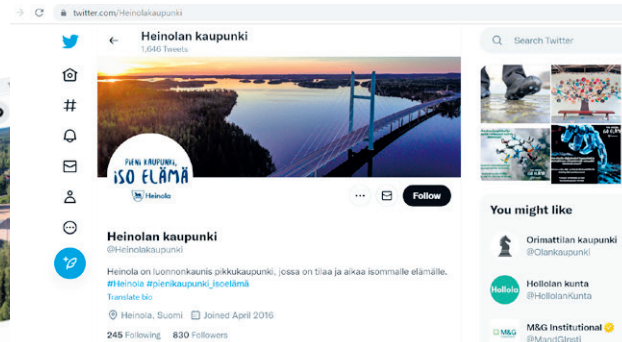 twitter.com/Heinolakaupunki
Heinolan kaupunki
1,646 Tweets
Search Twitter
PIENI KAUPUNKI,
ISO ELÄMÄ
Heinola
Follow
You might like
Heinolan kaupunki
@Heinolakaupunki
Heinola on luonnonkaunis pikkukaupunki, jossa on tilaa ja aikaa isommalle elämälle.
#Heinola #pienikaupunki_isoelämä
Translate bio
Heinola, Suomi Joined April 2016
245 Following 830 Followers
Orimattilan kaupunki
@Olankaupunki
Hollola
Hollolan kunta
@HollolanKunta
M&G
M&G Institutional
@MandGInsti